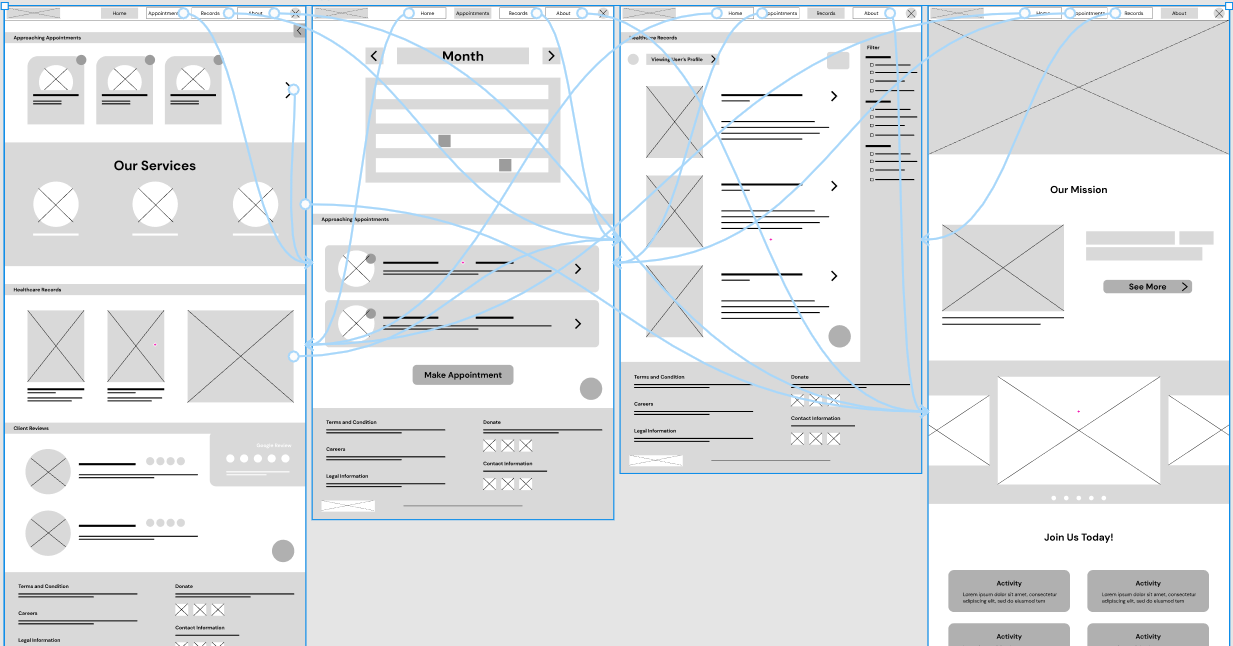 Home
Appointments
Records
About
Approaching Appointments
Our Services
Healthcare Records
Client Reviews
Google Review
Terms and Condition
Donate
Careers
Contact Information
Legal Information
Home
Appointments
Records
About
Month
Approaching Appointments
Make Appointment
Terms and Condition
Donate
Careers
Contact Information
Legal Information
Home
Appointments
Records
About
Healthcare Records
Viewing User's Profile
Filter
Terms and Condition
Donate
Careers
Contact Information
Legal Information
Home
Appointments
Records
About
Our Mission
See More
Join Us Today!
Activity
Lorem ipsum dolor sit amet, consectetur
adipiscing elit, sed do eiusmod tem
Activity
Lorem ipsum dolor sit amet, consectetur
adipiscing elit, sed do eiusmod tem
Activity
Activity